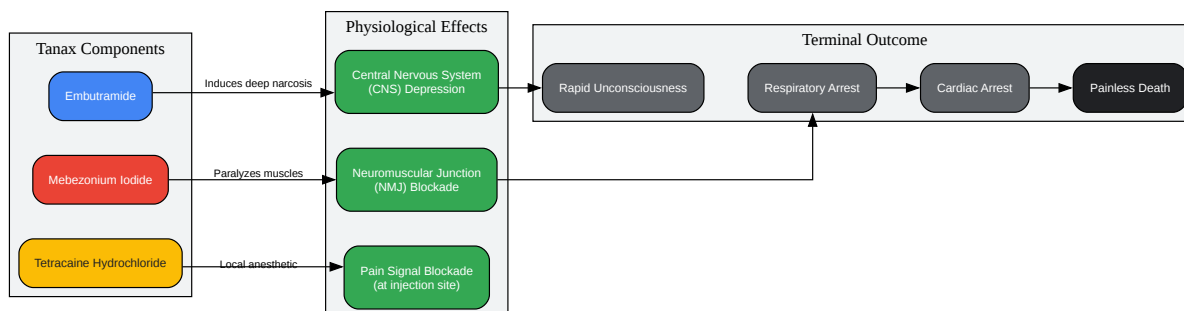 Tanax Components
Embutramide
Mebezonium Iodide
Tetracaine Hydrochloride
Induces deep narcosis
Paralyzes muscles
Local anesthetic
Physiological Effects
Central Nervous System
(CNS) Depression
Neuromuscular Junction
(NMJ) Blockade
Pain Signal Blockade
(at injection site)
Terminal Outcome
Rapid Unconsciousness
Respiratory Arrest
Cardiac Arrest
Painless Death